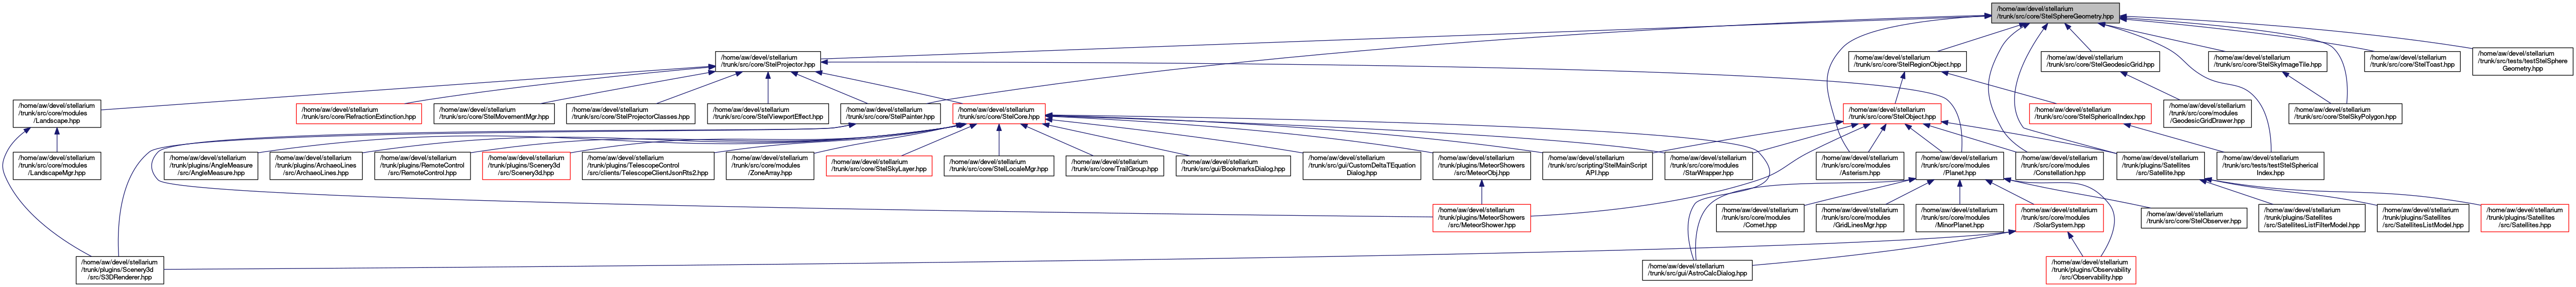 /home/aw/devel/stellarium
/trunk/src/core/StelSphereGeometry.hpp
/home/aw/devel/stellarium
/trunk/src/core/StelProjector.hpp
/home/aw/devel/stellarium
/trunk/src/core/StelRegionObject.hpp
/home/aw/devel/stellarium
/trunk/src/core/StelGeodesicGrid.hpp
/home/aw/devel/stellarium
/trunk/src/core/StelSkyImageTile.hpp
/home/aw/devel/stellarium
/trunk/src/core/StelToast.hpp
/home/aw/devel/stellarium
/trunk/src/tests/testStelSphere
Geometry.hpp
/home/aw/devel/stellarium
/trunk/src/core/modules
/Landscape.hpp
/home/aw/devel/stellarium
/trunk/src/core/RefractionExtinction.hpp
/home/aw/devel/stellarium
/trunk/src/core/StelMovementMgr.hpp
/home/aw/devel/stellarium
/trunk/src/core/StelProjectorClasses.hpp
/home/aw/devel/stellarium
/trunk/src/core/StelViewportEffect.hpp
/home/aw/devel/stellarium
/trunk/src/core/StelPainter.hpp
/home/aw/devel/stellarium
/trunk/src/core/StelCore.hpp
/home/aw/devel/stellarium
/trunk/src/core/StelObject.hpp
/home/aw/devel/stellarium
/trunk/src/core/StelSphericalIndex.hpp
/home/aw/devel/stellarium
/trunk/src/core/modules
/GeodesicGridDrawer.hpp
/home/aw/devel/stellarium
/trunk/src/core/StelSkyPolygon.hpp
/home/aw/devel/stellarium
/trunk/src/core/modules
/LandscapeMgr.hpp
/home/aw/devel/stellarium
/trunk/plugins/AngleMeasure
/src/AngleMeasure.hpp
/home/aw/devel/stellarium
/trunk/plugins/ArchaeoLines
/src/ArchaeoLines.hpp
/home/aw/devel/stellarium
/trunk/plugins/RemoteControl
/src/RemoteControl.hpp
/home/aw/devel/stellarium
/trunk/plugins/Scenery3d
/src/Scenery3d.hpp
/home/aw/devel/stellarium
/trunk/plugins/TelescopeControl
/src/clients/TelescopeClientJsonRts2.hpp
/home/aw/devel/stellarium
/trunk/src/core/modules
/ZoneArray.hpp
/home/aw/devel/stellarium
/trunk/src/core/StelSkyLayer.hpp
/home/aw/devel/stellarium
/trunk/src/core/StelLocaleMgr.hpp
/home/aw/devel/stellarium
/trunk/src/core/TrailGroup.hpp
/home/aw/devel/stellarium
/trunk/src/gui/BookmarksDialog.hpp
/home/aw/devel/stellarium
/trunk/src/gui/CustomDeltaTEquation
Dialog.hpp
/home/aw/devel/stellarium
/trunk/plugins/MeteorShowers
/src/MeteorObj.hpp
/home/aw/devel/stellarium
/trunk/src/scripting/StelMainScript
API.hpp
/home/aw/devel/stellarium
/trunk/src/core/modules
/StarWrapper.hpp
/home/aw/devel/stellarium
/trunk/src/core/modules
/Asterism.hpp
/home/aw/devel/stellarium
/trunk/src/core/modules
/Planet.hpp
/home/aw/devel/stellarium
/trunk/src/core/modules
/Constellation.hpp
/home/aw/devel/stellarium
/trunk/plugins/Satellites
/src/Satellite.hpp
/home/aw/devel/stellarium
/trunk/src/tests/testStelSpherical
Index.hpp
/home/aw/devel/stellarium
/trunk/plugins/MeteorShowers
/src/MeteorShower.hpp
/home/aw/devel/stellarium
/trunk/src/core/modules
/Comet.hpp
/home/aw/devel/stellarium
/trunk/src/core/modules
/GridLinesMgr.hpp
/home/aw/devel/stellarium
/trunk/src/core/modules
/MinorPlanet.hpp
/home/aw/devel/stellarium
/trunk/src/core/modules
/SolarSystem.hpp
/home/aw/devel/stellarium
/trunk/src/core/StelObserver.hpp
/home/aw/devel/stellarium
/trunk/plugins/Satellites
/src/SatellitesListFilterModel.hpp
/home/aw/devel/stellarium
/trunk/plugins/Satellites
/src/SatellitesListModel.hpp
/home/aw/devel/stellarium
/trunk/plugins/Satellites
/src/Satellites.hpp
/home/aw/devel/stellarium
/trunk/plugins/Scenery3d
/src/S3DRenderer.hpp
/home/aw/devel/stellarium
/trunk/src/gui/AstroCalcDialog.hpp
/home/aw/devel/stellarium
/trunk/plugins/Observability
/src/Observability.hpp